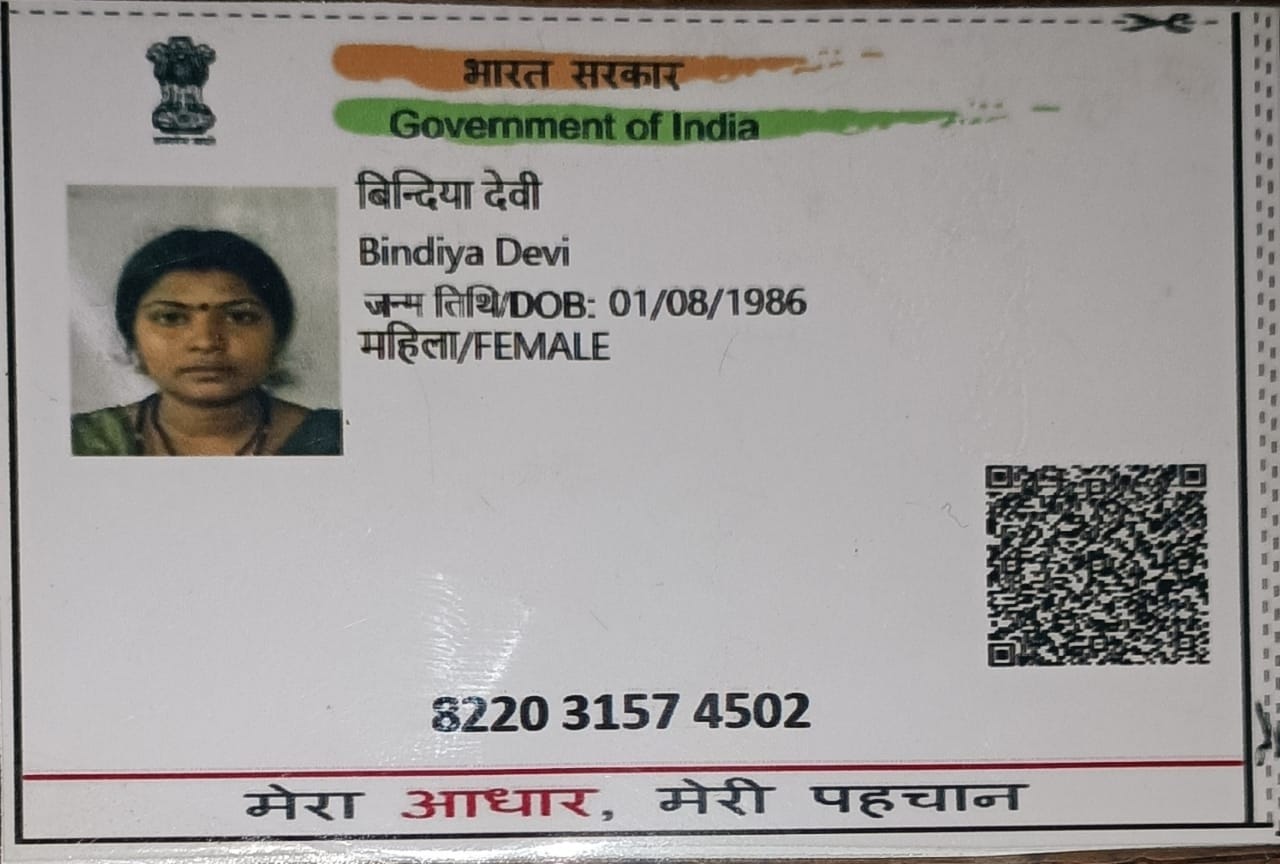 भारत सरकार
Government of India
बिन्दिया देवी
Bindiya Devi
जन्म तिथि/DOB: 01/08/1986
महिला/FEMALE
8220 3157 4502
मेरा आधार, मेरी पहचान